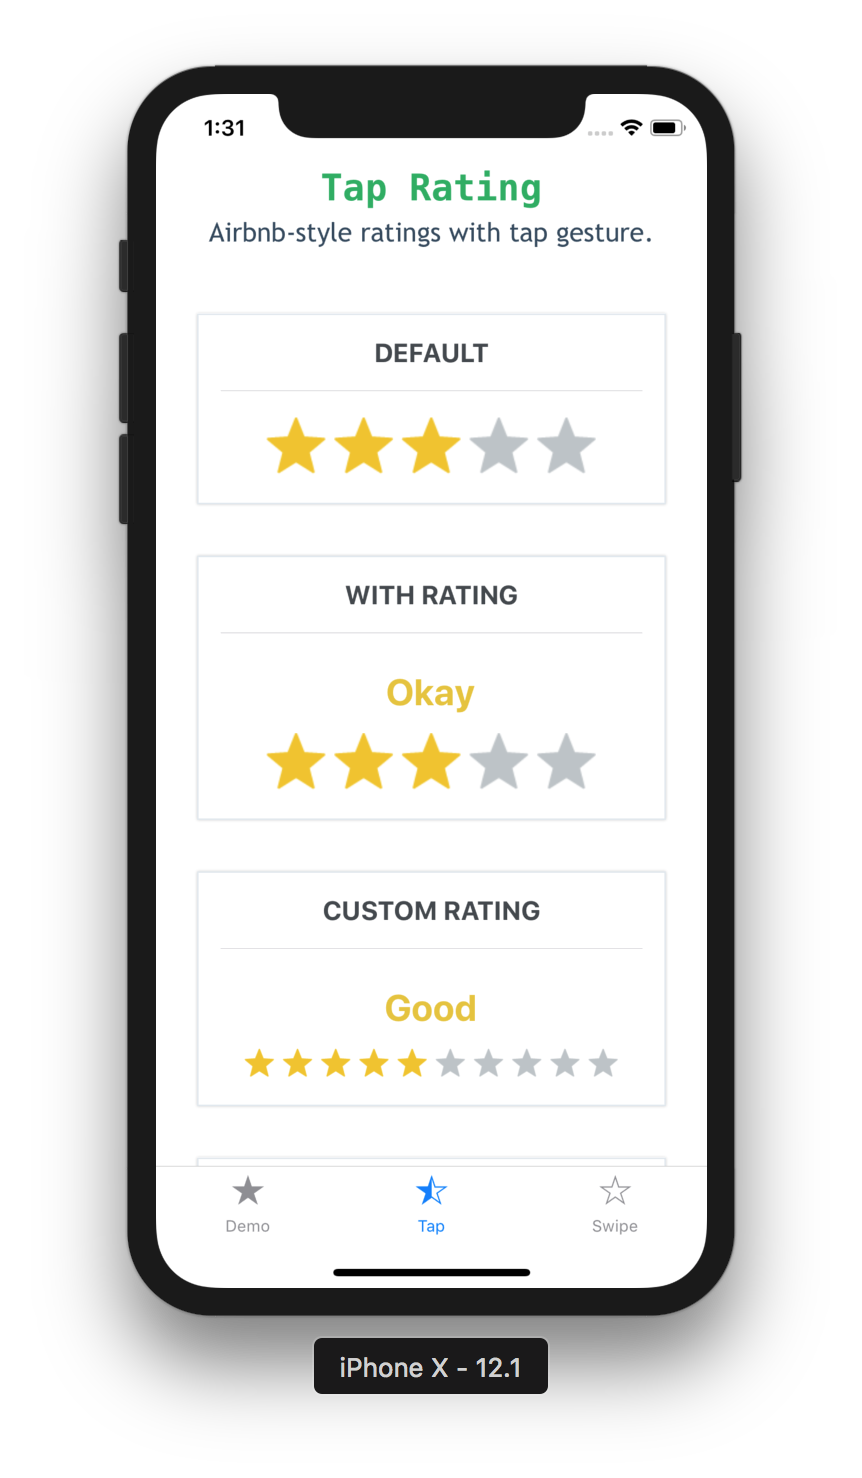 1:31
Tap Rating
Airbnb-style ratings with tap gesture.
DEFAULT
WITH RATING
Okay
CUSTOM RATING
Good
Demo
Tap
Swipe
iPhone X - 12.1